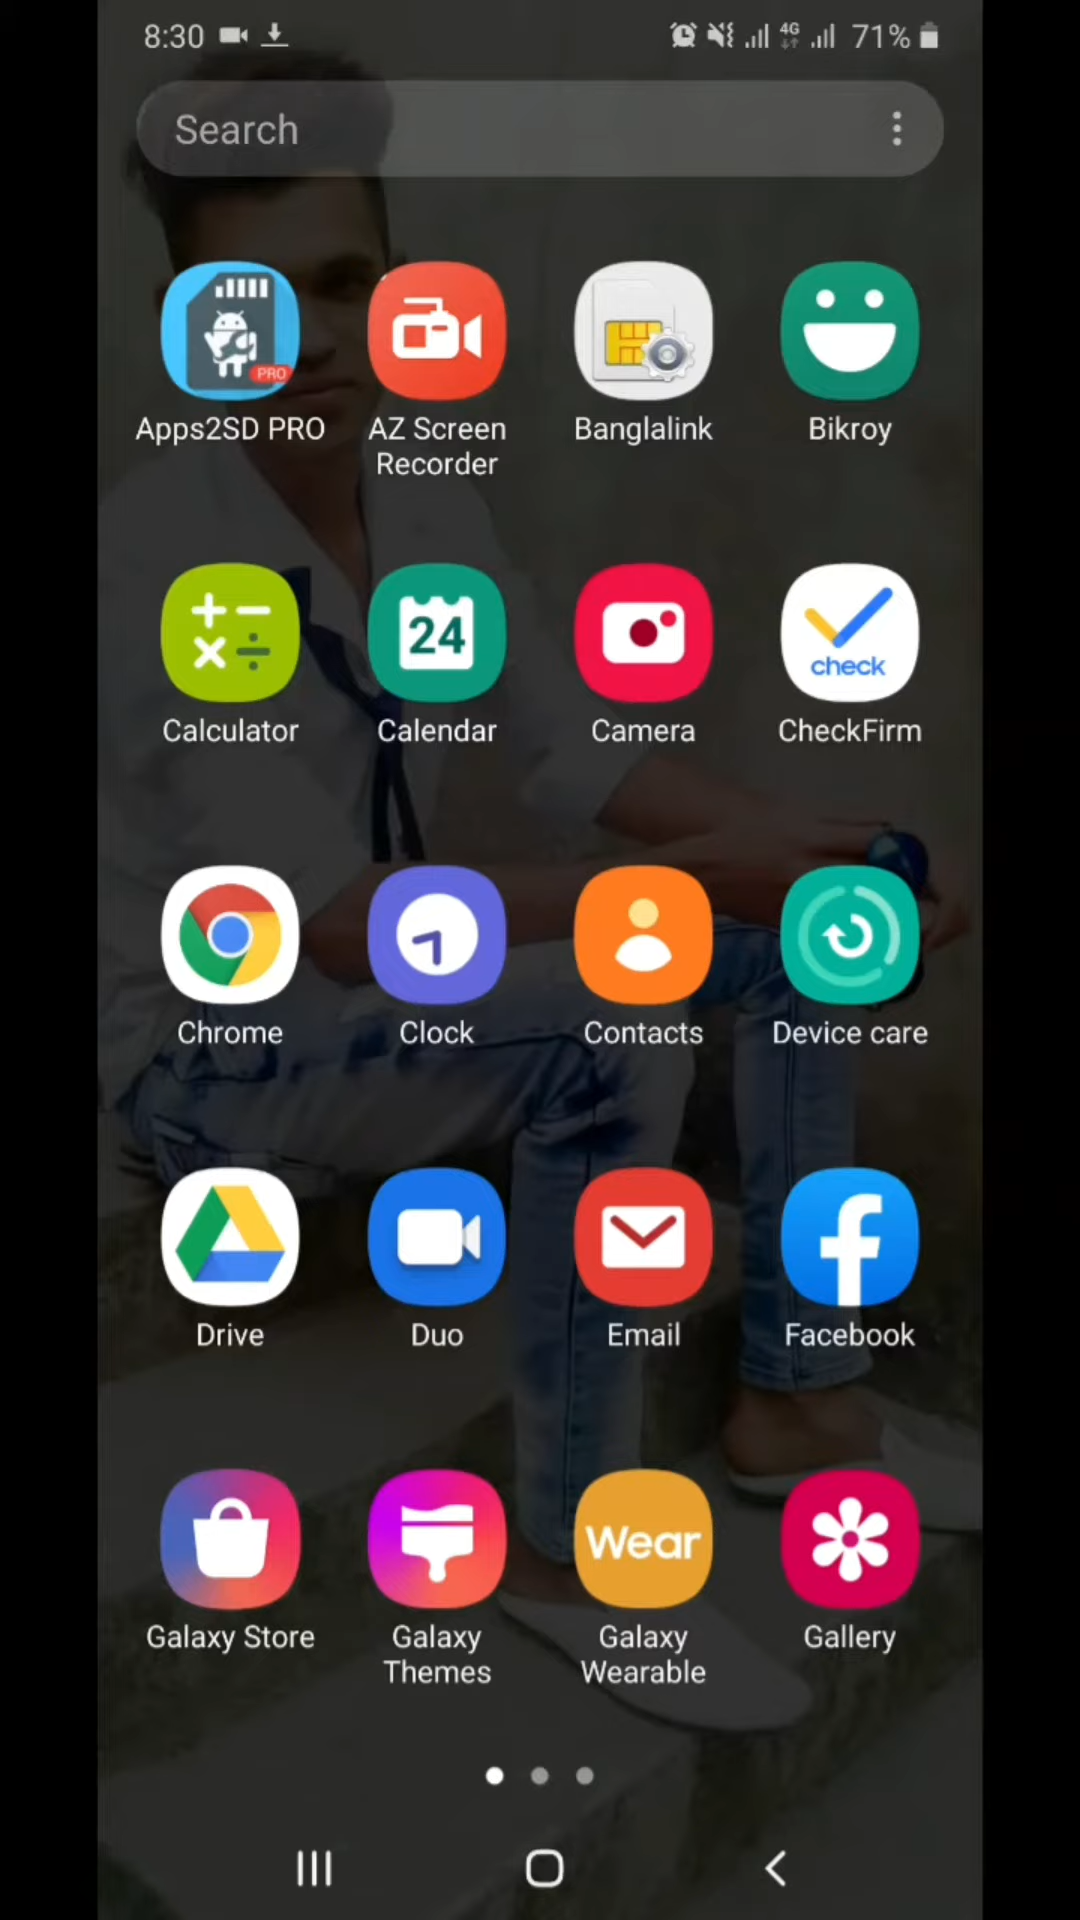 8:30 4G 71%
Search
PRO
Apps2SD PRO
AZ Screen
Recorder
Banglalink
Bikroy
24
check
Calculator
Calendar
Camera
CheckFirm
Chrome
Clock
Contacts
Device care
Drive
Duo
Email
Facebook
Wear
Galaxy Store
Galaxy
Themes
Galaxy
Wearable
Gallery